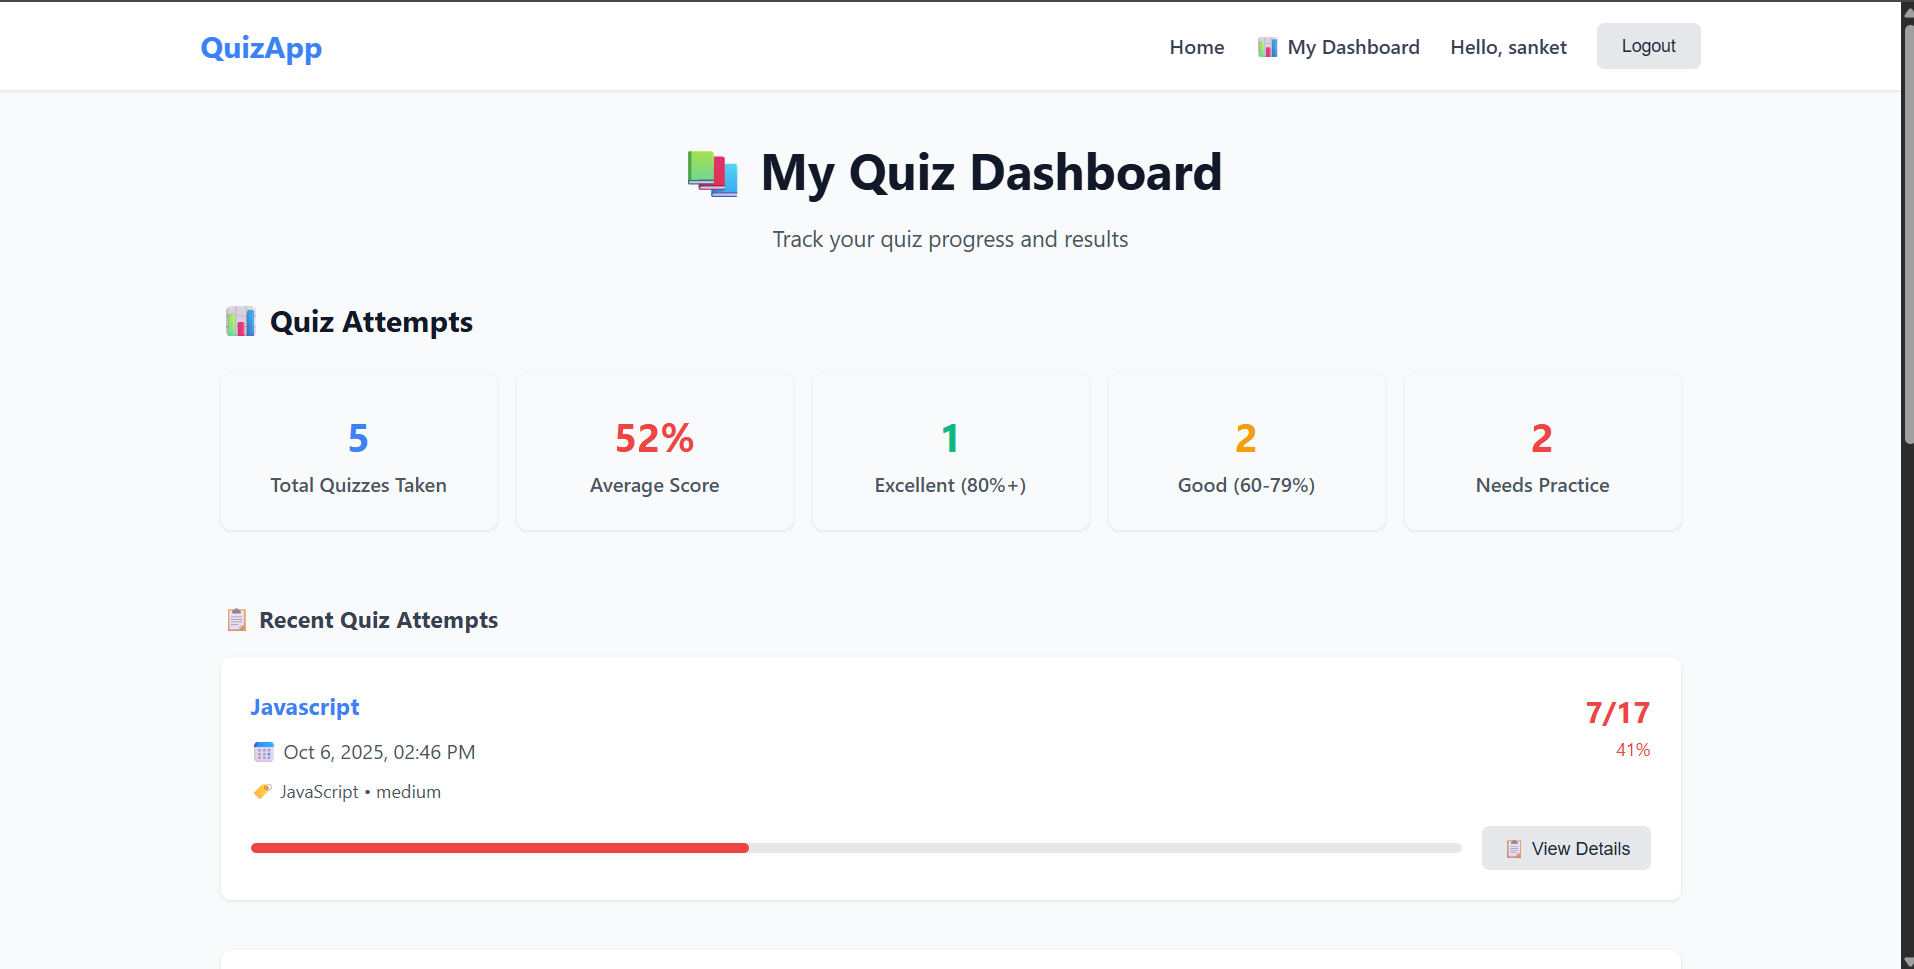 QuizApp
Home
My Dashboard
Hello, sanket
Logout
My Quiz Dashboard
Track your quiz progress and results
Quiz Attempts
5
Total Quizzes Taken
52%
Average Score
1
Excellent (80%+)
2
Good (60-79%)
2
Needs Practice
Recent Quiz Attempts
Javascript
7/17
Oct 6, 2025, 02:46 PM
41%
JavaScript • medium
View Details